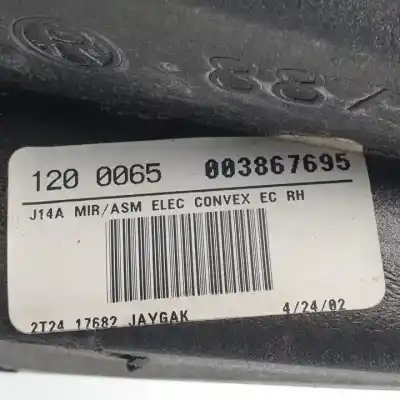 120 0065 003867695
J14A MIR/ASM ELEC CONVEX EC RH
2T24 17682 JAYGAK 4/24/02